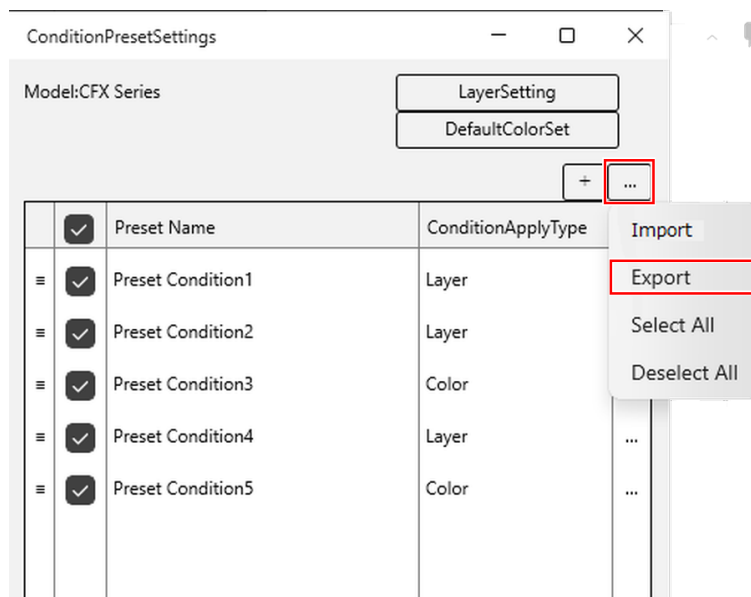 ConditionPresetSettings
Model:CFX Series
LayerSetting
DefaultColorSet
+ ...
Preset Name ConditionApplyType
Import
Preset Condition1 Layer
Export
Preset Condition2 Layer
Select All
Preset Condition3 Color
Deselect All
Preset Condition4 Layer ...
Preset Condition5 Color ...